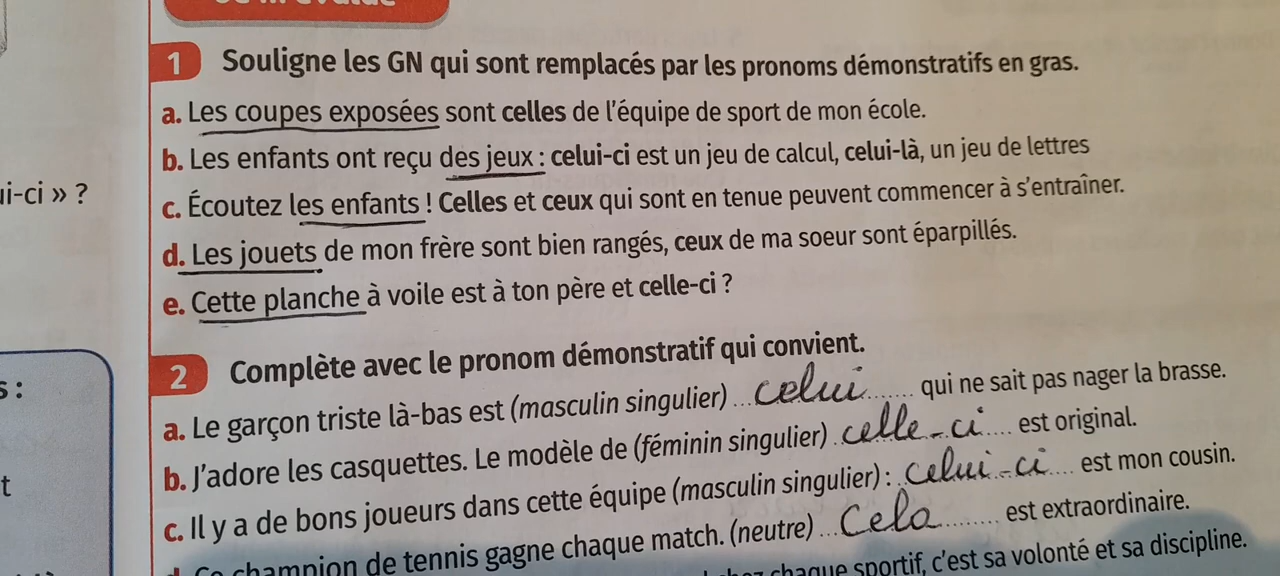 1 Souligne les GN qui sont remplacés par les pronoms démonstratifs en gras.
a. Les coupes exposées sont celles de l'équipe de sport de mon école.
b. Les enfants ont reçu des jeux : celui-ci est un jeu de calcul, celui-là, un jeu de lettres
ui-ci » ?
c. Écoutez les enfants ! Celles et ceux qui sont en tenue peuvent commencer à s'entraîner.
d. Les jouets de mon frère sont bien rangés, ceux de ma soeur sont éparpillés.
e. Cette planche à voile est à ton père et celle-ci ?
2 Complète avec le pronom démonstratif qui convient.
s :
a. Le garçon triste là-bas est (masculin singulier) ... celui ....... qui ne sait pas nager la brasse.
b. J'adore les casquettes. Le modèle de (féminin singulier) . celle-ci .... est original.
t
c. Il y a de bons joueurs dans cette équipe (masculin singulier) : .. celui-ci .... est mon cousin.
Ce champion de tennis gagne chaque match. (neutre) ... Cela ........ est extraordinaire.
chaque sportif, c'est sa volonté et sa discipline.